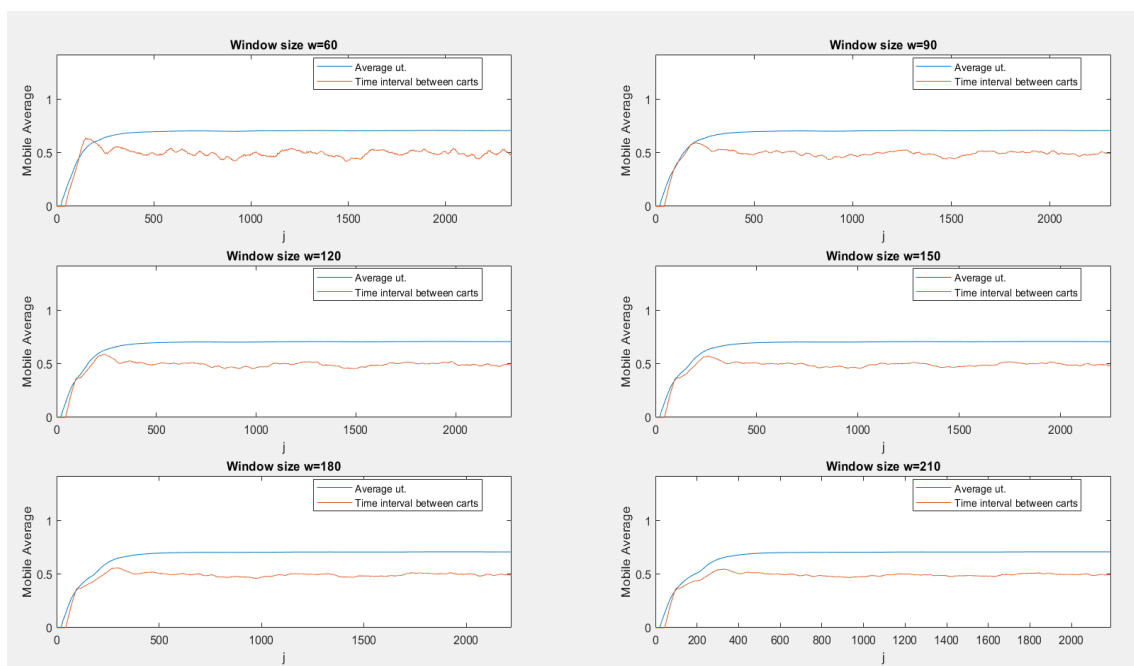 Window size w=60
Average ut.
Time interval between carts
Mobile Average
1
0.5
0
0 500 1000 1500 2000
j
Window size w=90
Average ut.
Time interval between carts
Mobile Average
1
0.5
0
0 500 1000 1500 2000
j
Window size w=120
Average ut.
Time interval between carts
Mobile Average
1
0.5
0
0 500 1000 1500 2000
j
Window size w=150
Average ut.
Time interval between carts
Mobile Average
1
0.5
0
0 500 1000 1500 2000
j
Window size w=180
Average ut.
Time interval between carts
Mobile Average
1
0.5
0
0 500 1000 1500 2000
j
Window size w=210
Average ut.
Time interval between carts
Mobile Average
1
0.5
0
0 200 400 600 800 1000 1200 1400 1600 1800 2000
j